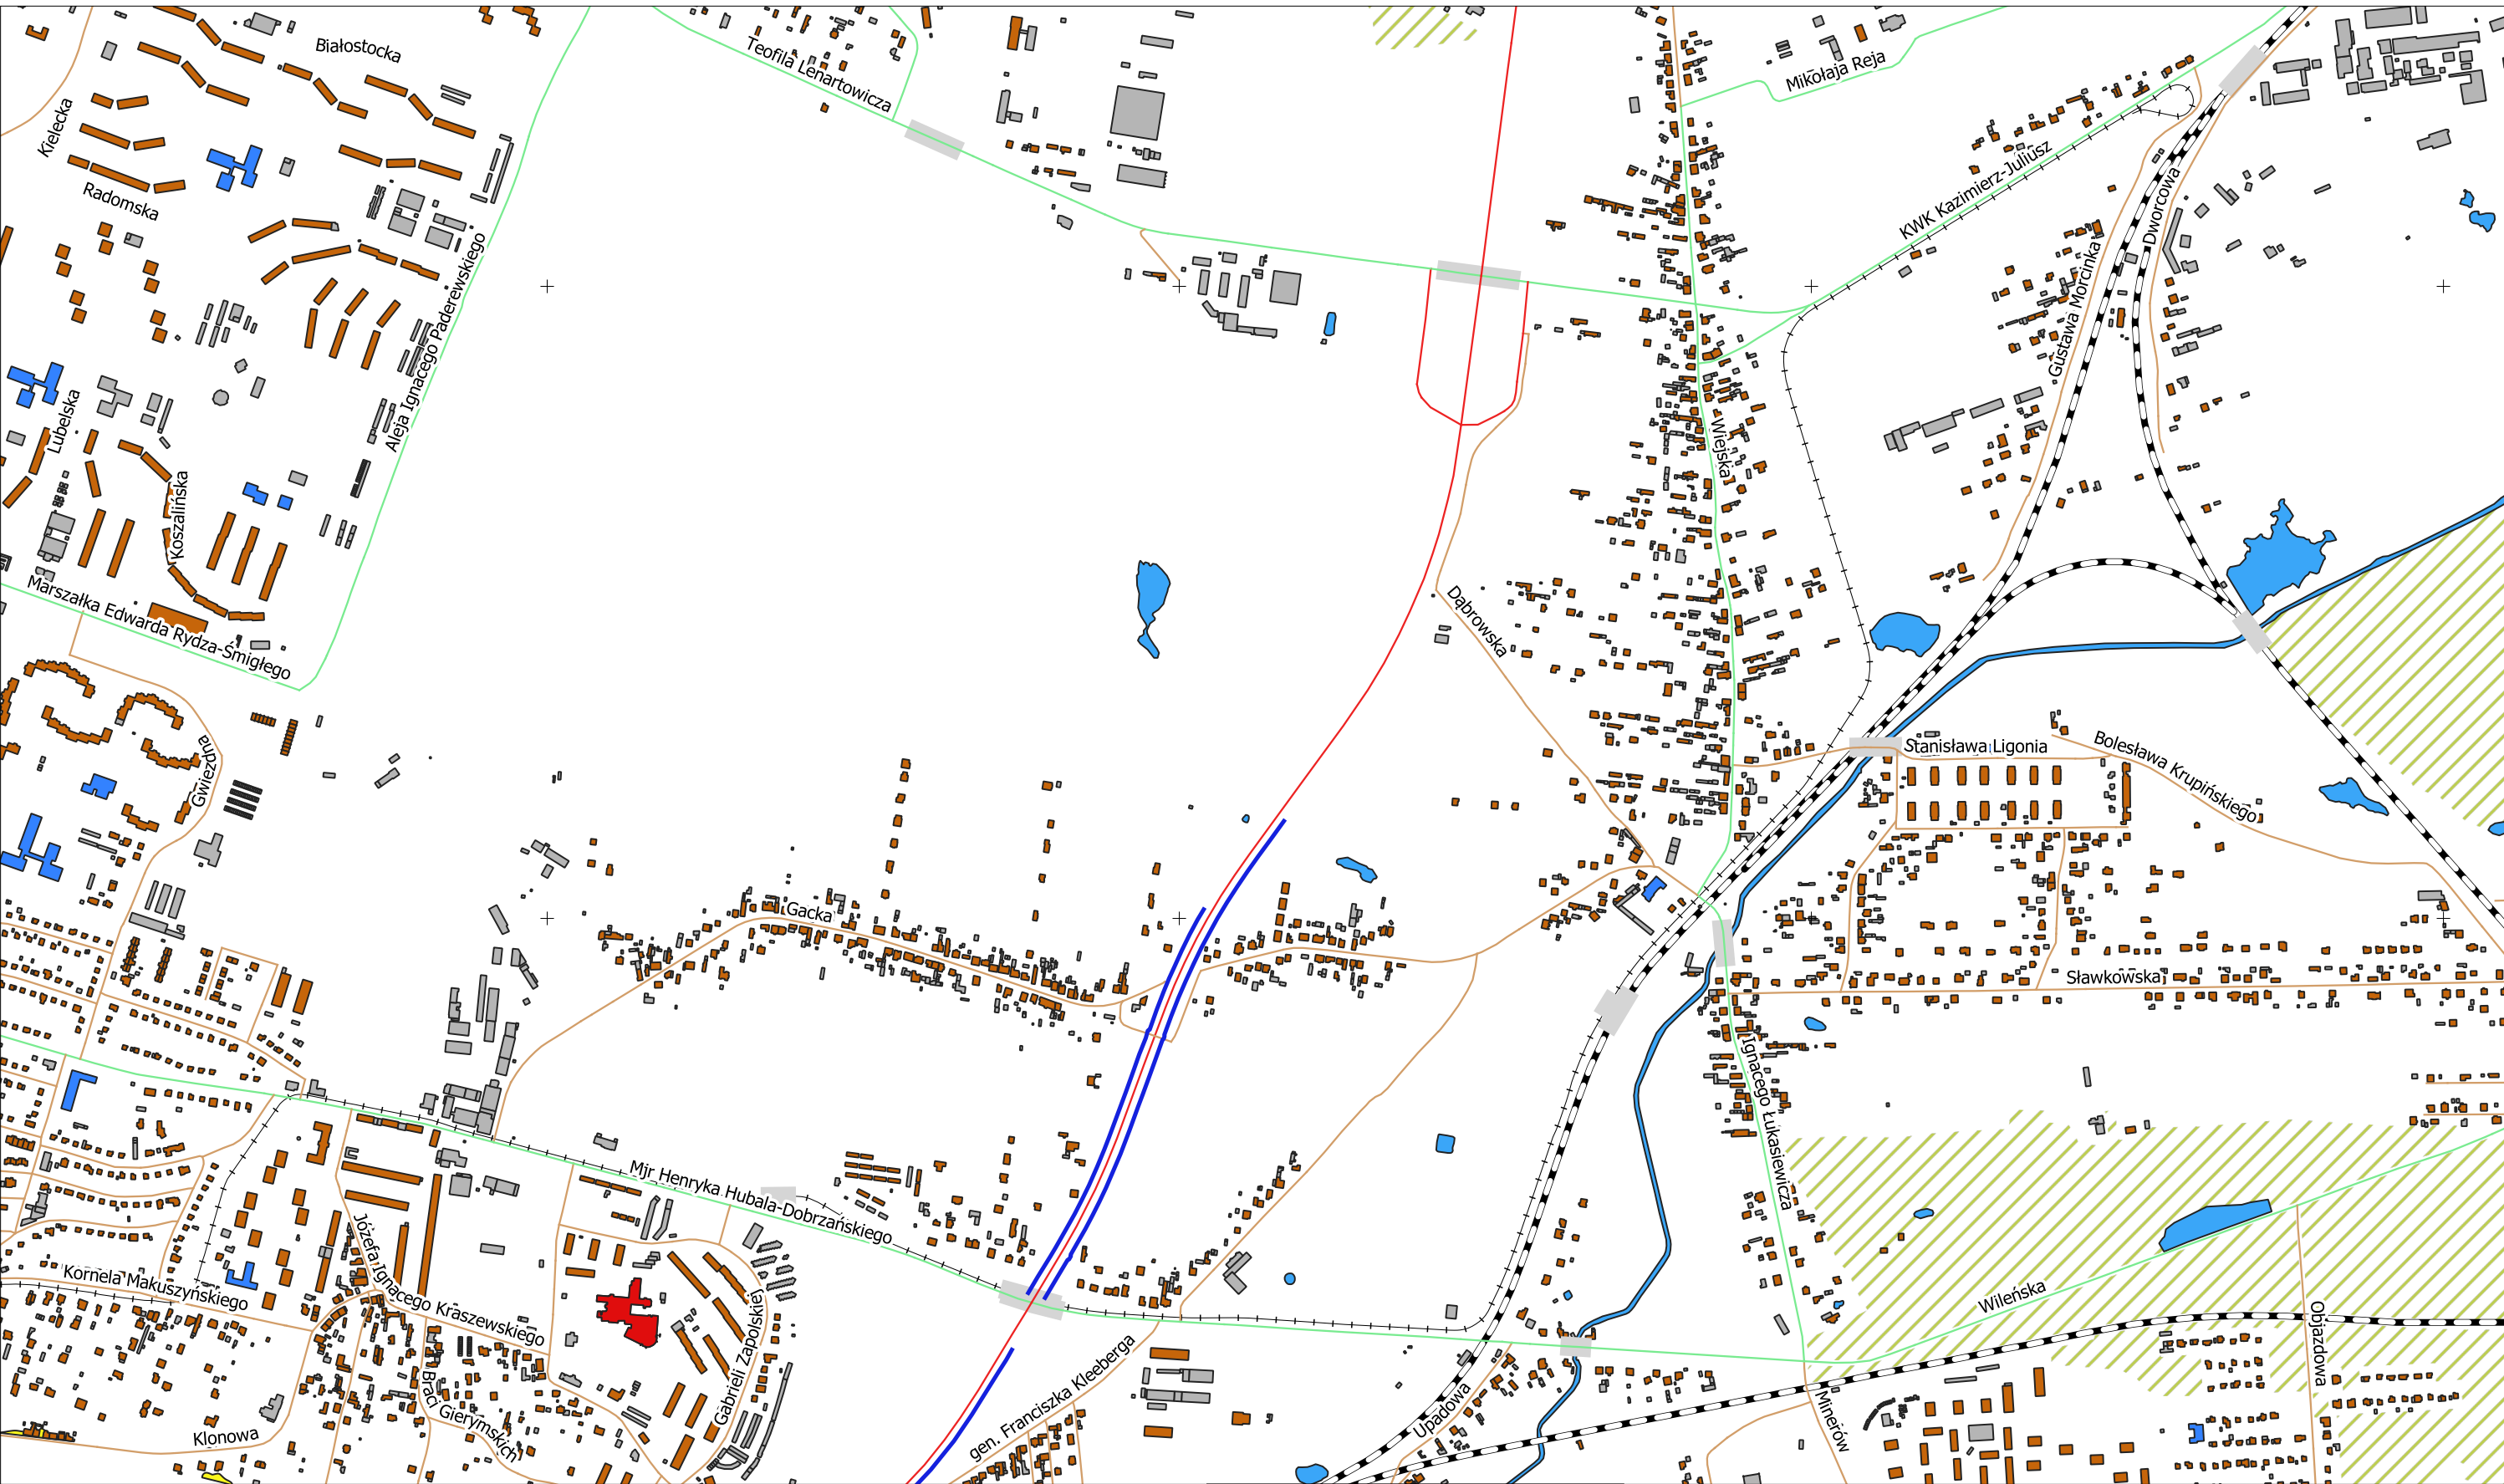 Białostocka
Teofila Lenartowicza
Mikołaja Reja
Kielecka
Radomska
KWK Kazimierz-Juliusz
Dworcowa
Gustawa Morcinka
Aleja Ignacego Paderewskiego
Lubelska
Wiejska
Koszalińska
Marszałka Edwarda Rydza-Śmigłego
Dąbrowska
Gwiezdna
Stanisława Ligonia
Bolesława Krupińskiego
Gacka
Sławkowska
Ignacego Łukasiewicza
Mjr Henryka Hubala-Dobrzańskiego
Józefa Ignacego Kraszewskiego
Kornela Makuszyńskiego
Wileńska
Objazdowa
Gabrieli Zapolskiej
gen. Franciszka Kleeberga
Upadowa
Minerów
Braci Gierymskich
Klonowa